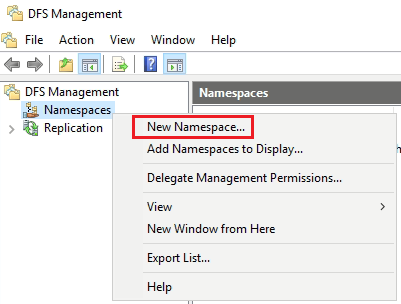 DFS Management
File Action View Window Help
DFS Management
Namespaces
Replication
Namespaces
New Namespace...
Add Namespaces to Display...
Delegate Management Permissions...
View
New Window from Here
Export List...
Help